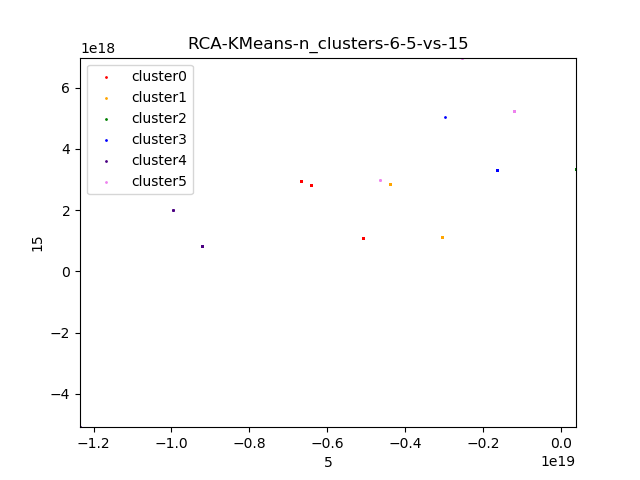 RCA-KMeans-n_clusters-6-5-vs-15
1e18
cluster0
cluster1
cluster2
cluster3
cluster4
cluster5
6
4
2
0
−2
−4
15
−1.2 −1.0 −0.8 −0.6 −0.4 −0.2 0.0
5
1e19